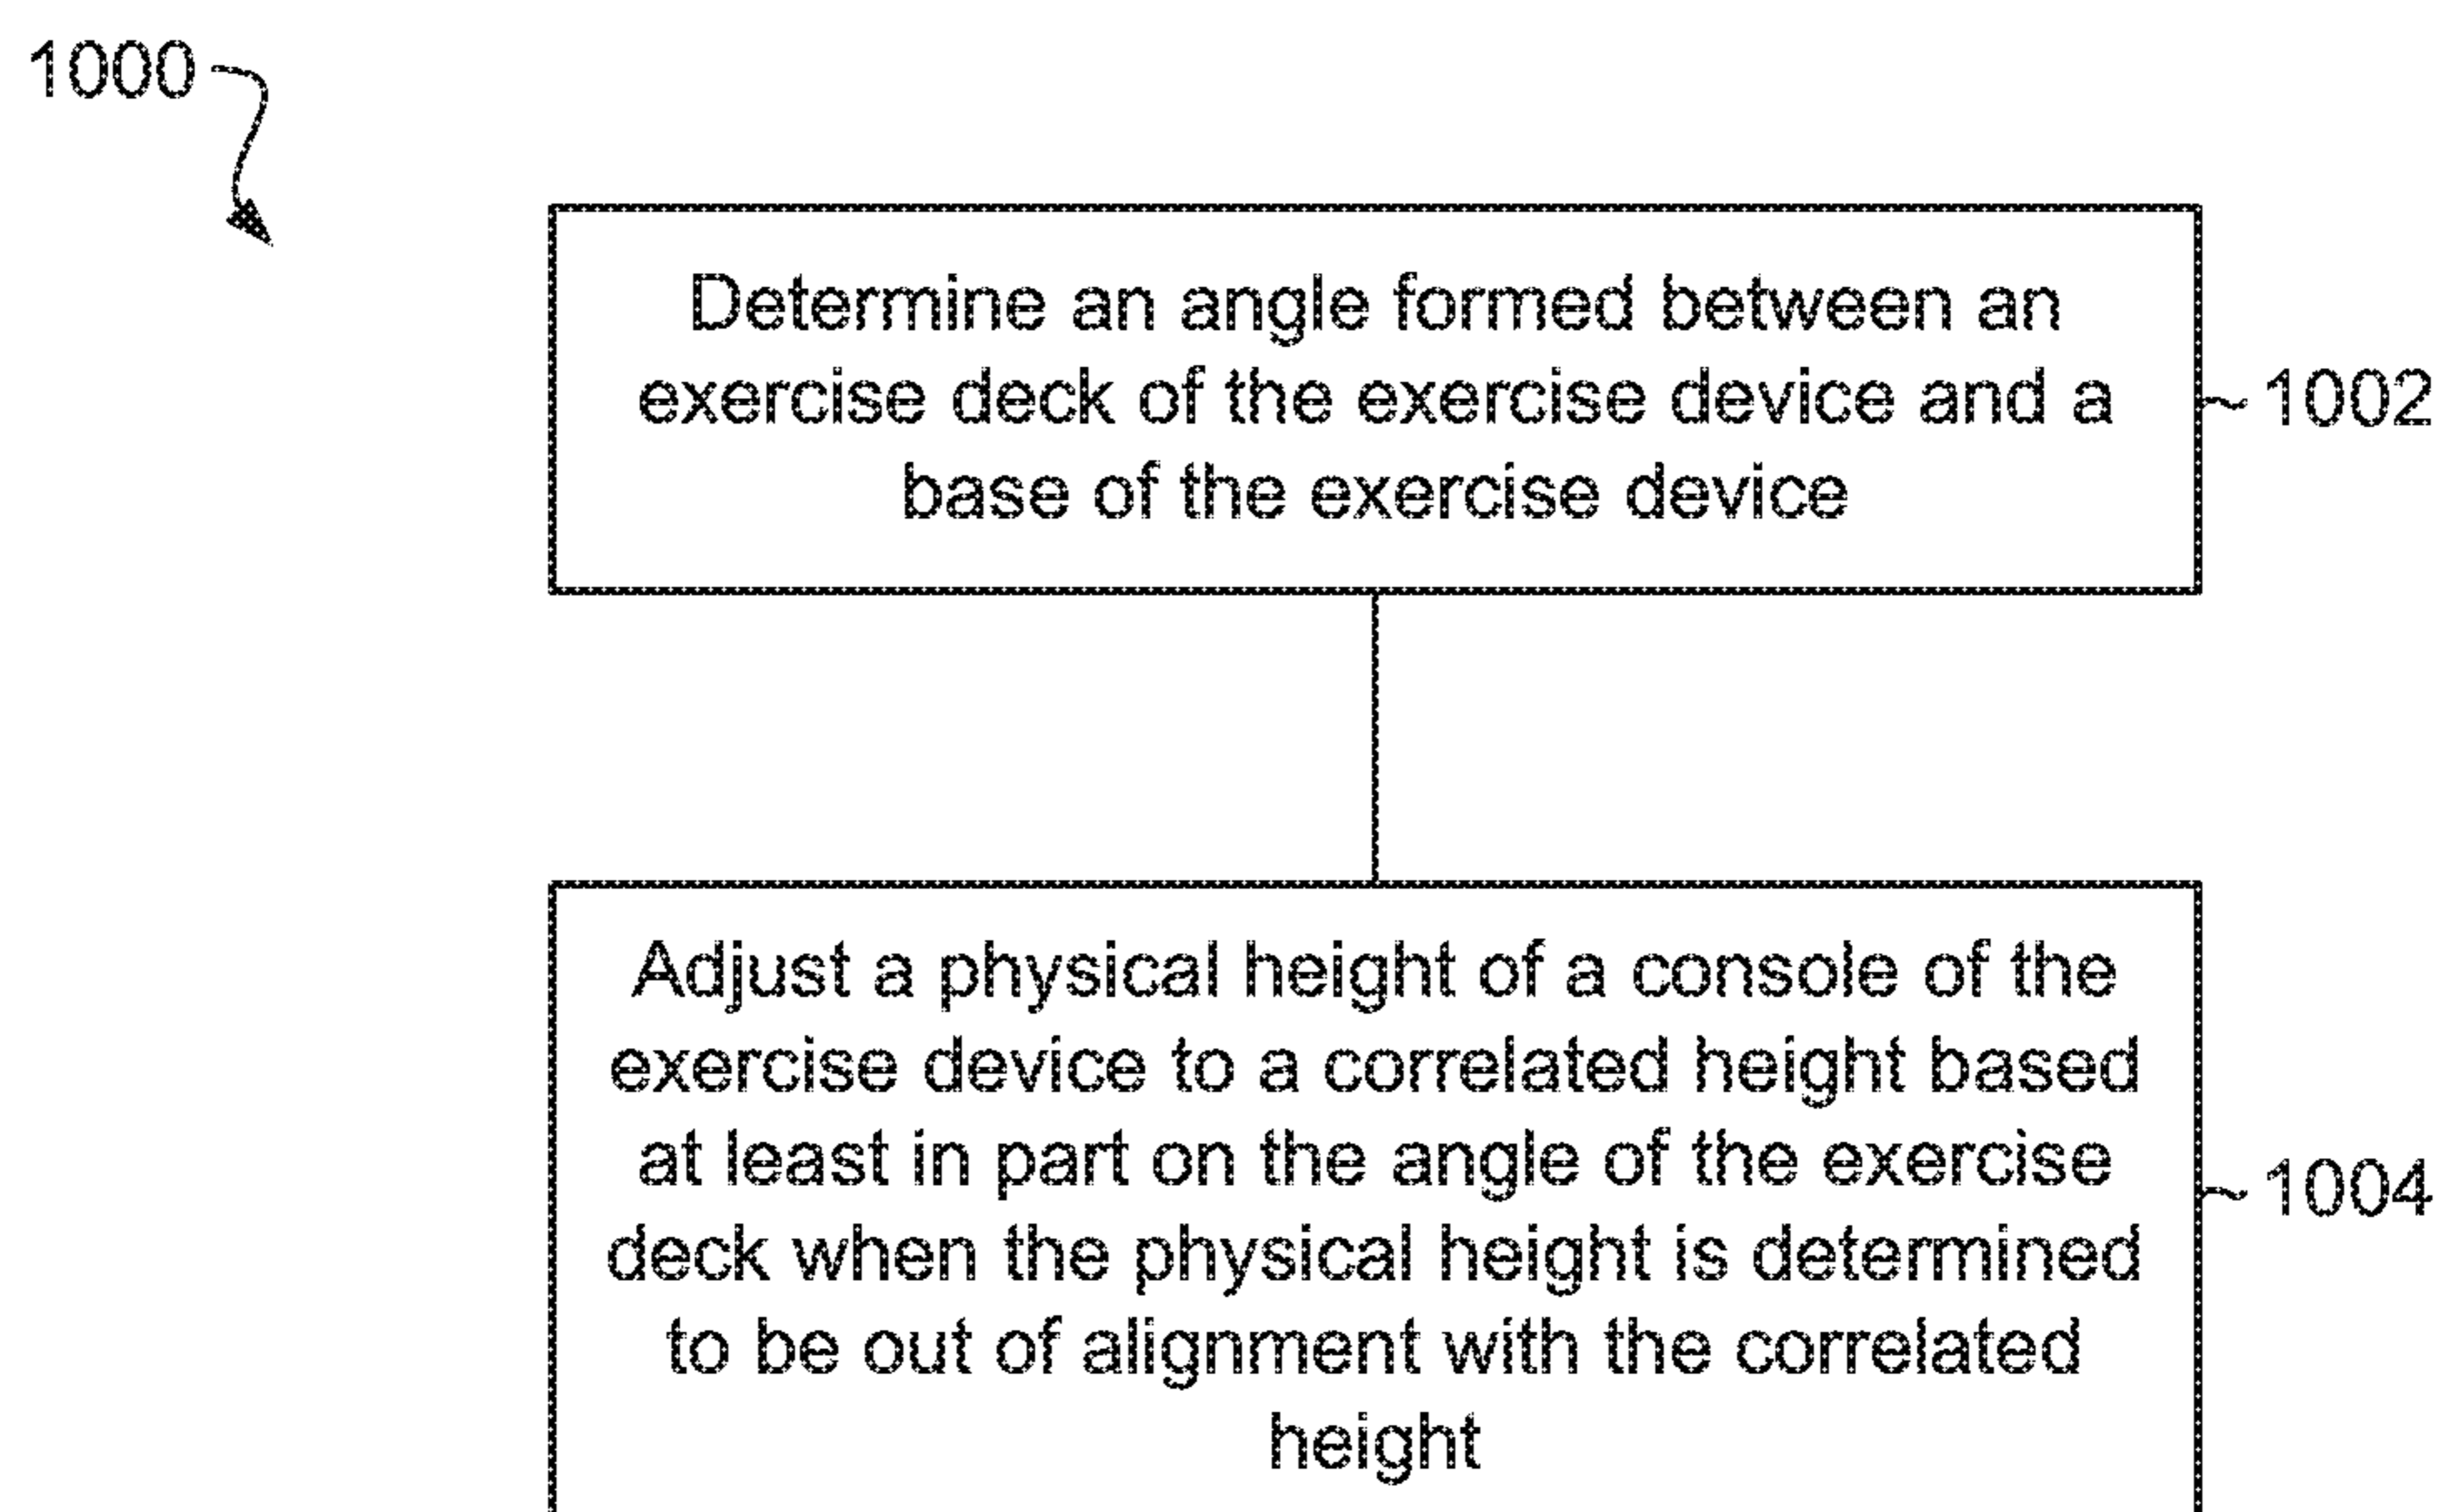 1000
Determine an angle formed between an
exercise deck of the exercise device and a
base of the exercise device
1002
Adjust a physical height of a console of the
exercise device to a correlated height based
at least in part on the angle of the exercise
deck when the physical height is determined
to be out of alignment with the correlated
height
1004